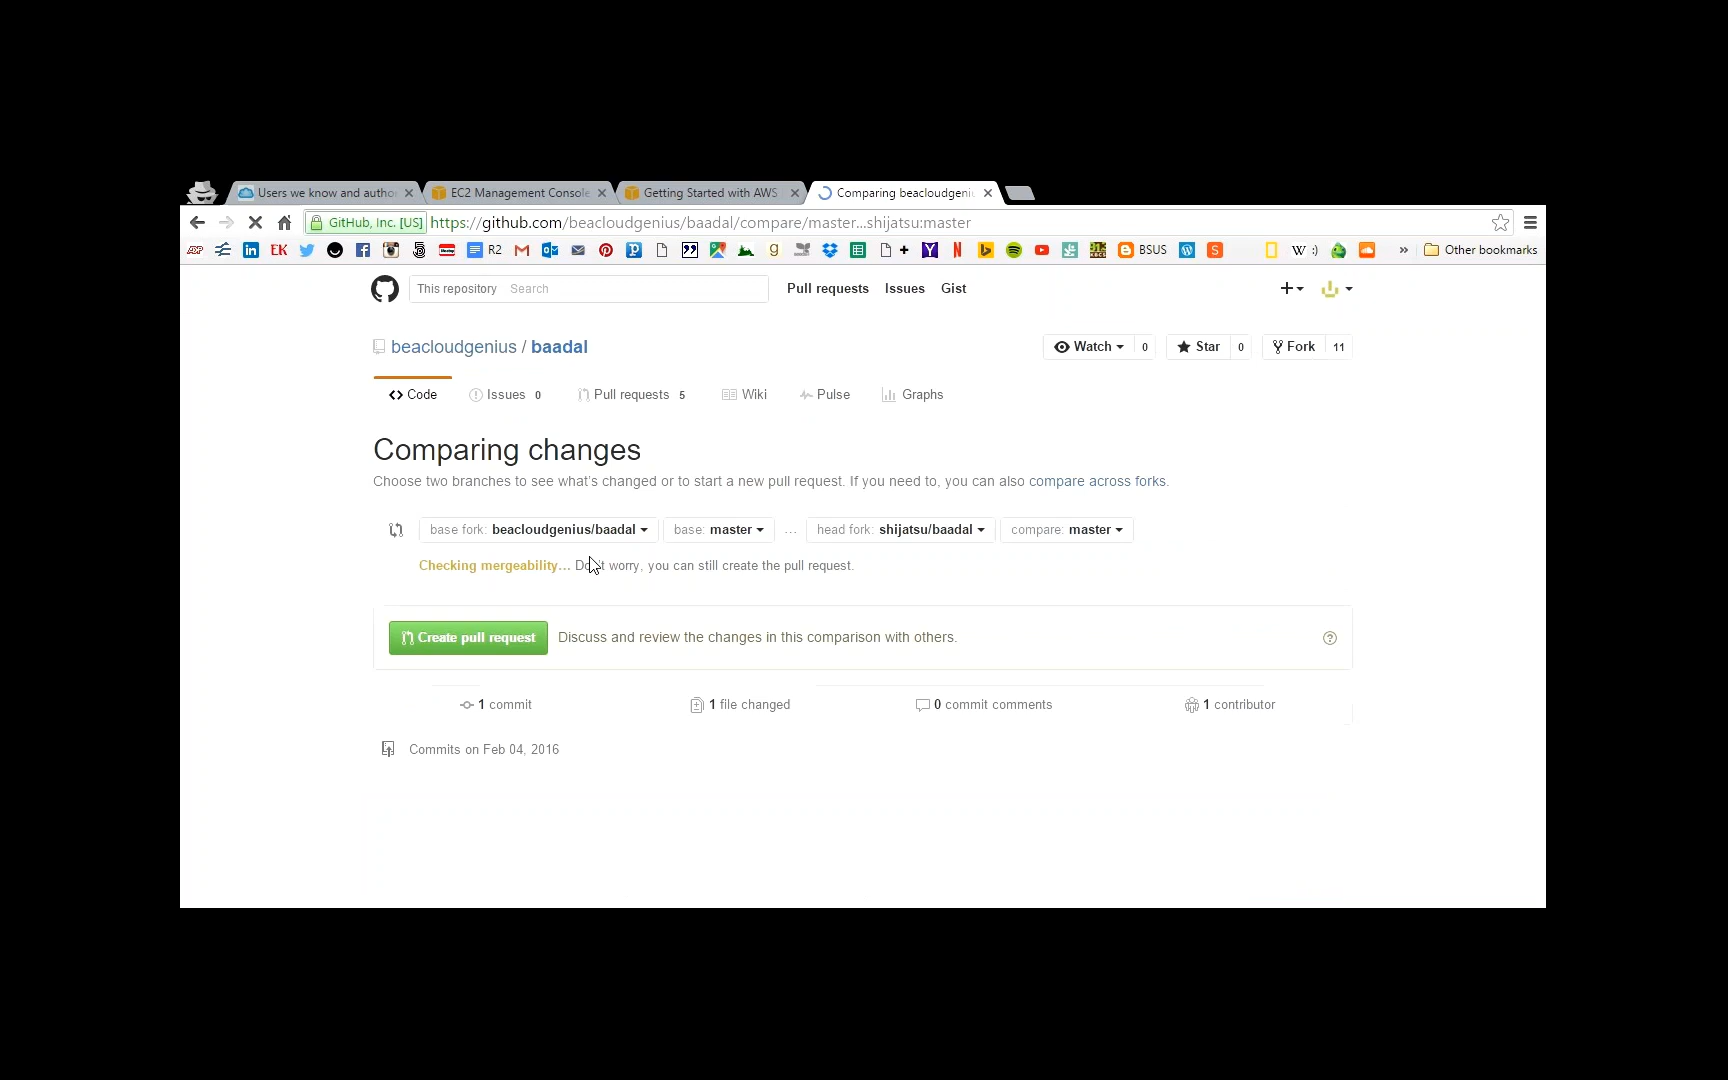 Users we know and author
EC2 Management Console
Getting Started with AWS
Comparing beacloudgeniu
GitHub, Inc. [US] https://github.com/beacloudgenius/baadal/compare/master...shijatsu:master
R2
BSUS
:)
» Other bookmarks
This repository Search
Pull requests Issues Gist
beacloudgenius / baadal
Watch 0 Star 0 Fork 11
Code Issues 0 Pull requests 5 Wiki Pulse Graphs
Comparing changes
Choose two branches to see what's changed or to start a new pull request. If you need to, you can also compare across forks.
base fork: beacloudgenius/baadal base: master ... head fork: shijatsu/baadal compare: master
Checking mergeability... Don't worry, you can still create the pull request.
Create pull request Discuss and review the changes in this comparison with others.
1 commit 1 file changed 0 commit comments 1 contributor
Commits on Feb 04, 2016